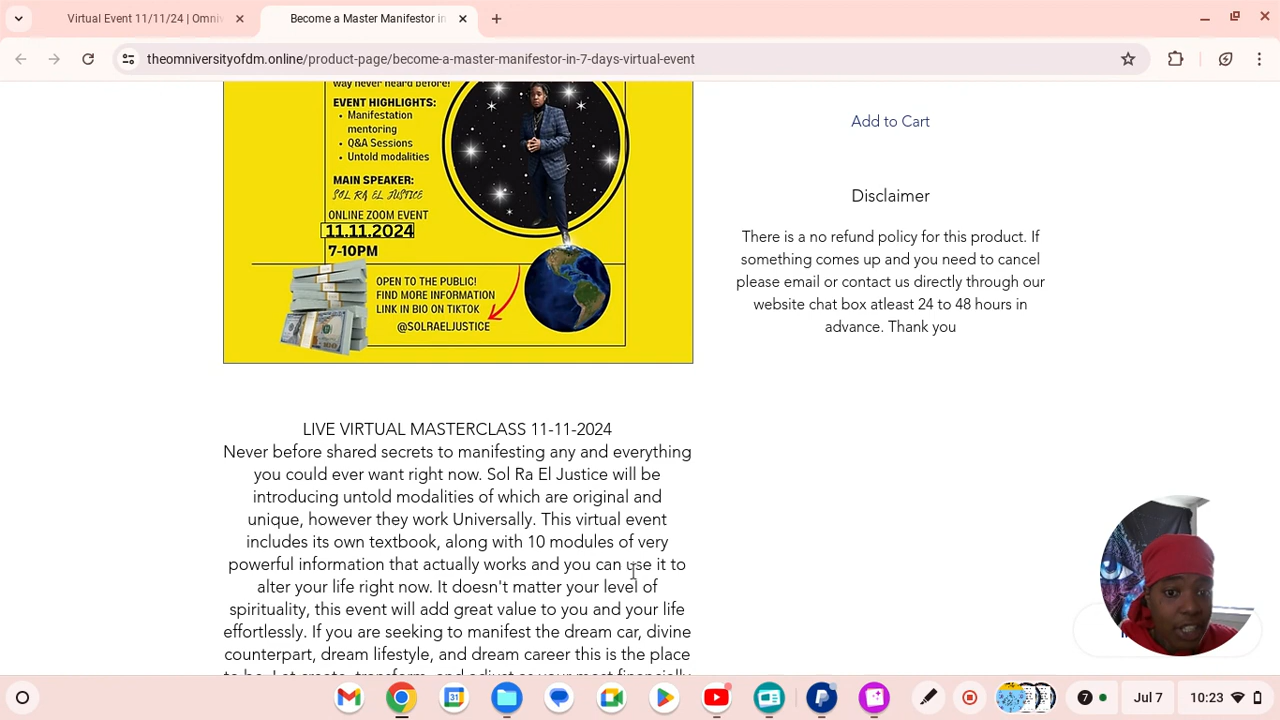 Virtual Event 11/11/24 | Omniv
Become a Master Manifestor in
theomniversityofdm.online/product-page/become-a-master-manifestor-in-7-days-virtual-event
way never heard before!
EVENT HIGHLIGHTS:
• Manifestation
mentoring
• Q&A Sessions
• Untold modalities
MAIN SPEAKER:
SOL RA EL JUSTICE
ONLINE ZOOM EVENT
11.11.2024
7-10PM
OPEN TO THE PUBLIC!
FIND MORE INFORMATION
LINK IN BIO ON TIKTOK
@SOLRAELJUSTICE
Add to Cart
Disclaimer
There is a no refund policy for this product. If
something comes up and you need to cancel
please email or contact us directly through our
website chat box atleast 24 to 48 hours in
advance. Thank you
LIVE VIRTUAL MASTERCLASS 11-11-2024
Never before shared secrets to manifesting any and everything
you could ever want right now. Sol Ra El Justice will be
introducing untold modalities of which are original and
unique, however they work Universally. This virtual event
includes its own textbook, along with 10 modules of very
powerful information that actually works and you can use it to
alter your life right now. It doesn't matter your level of
spirituality, this event will add great value to you and your life
effortlessly. If you are seeking to manifest the dream car, divine
counterpart, dream lifestyle, and dream career this is the place
7
Jul 7
10:23